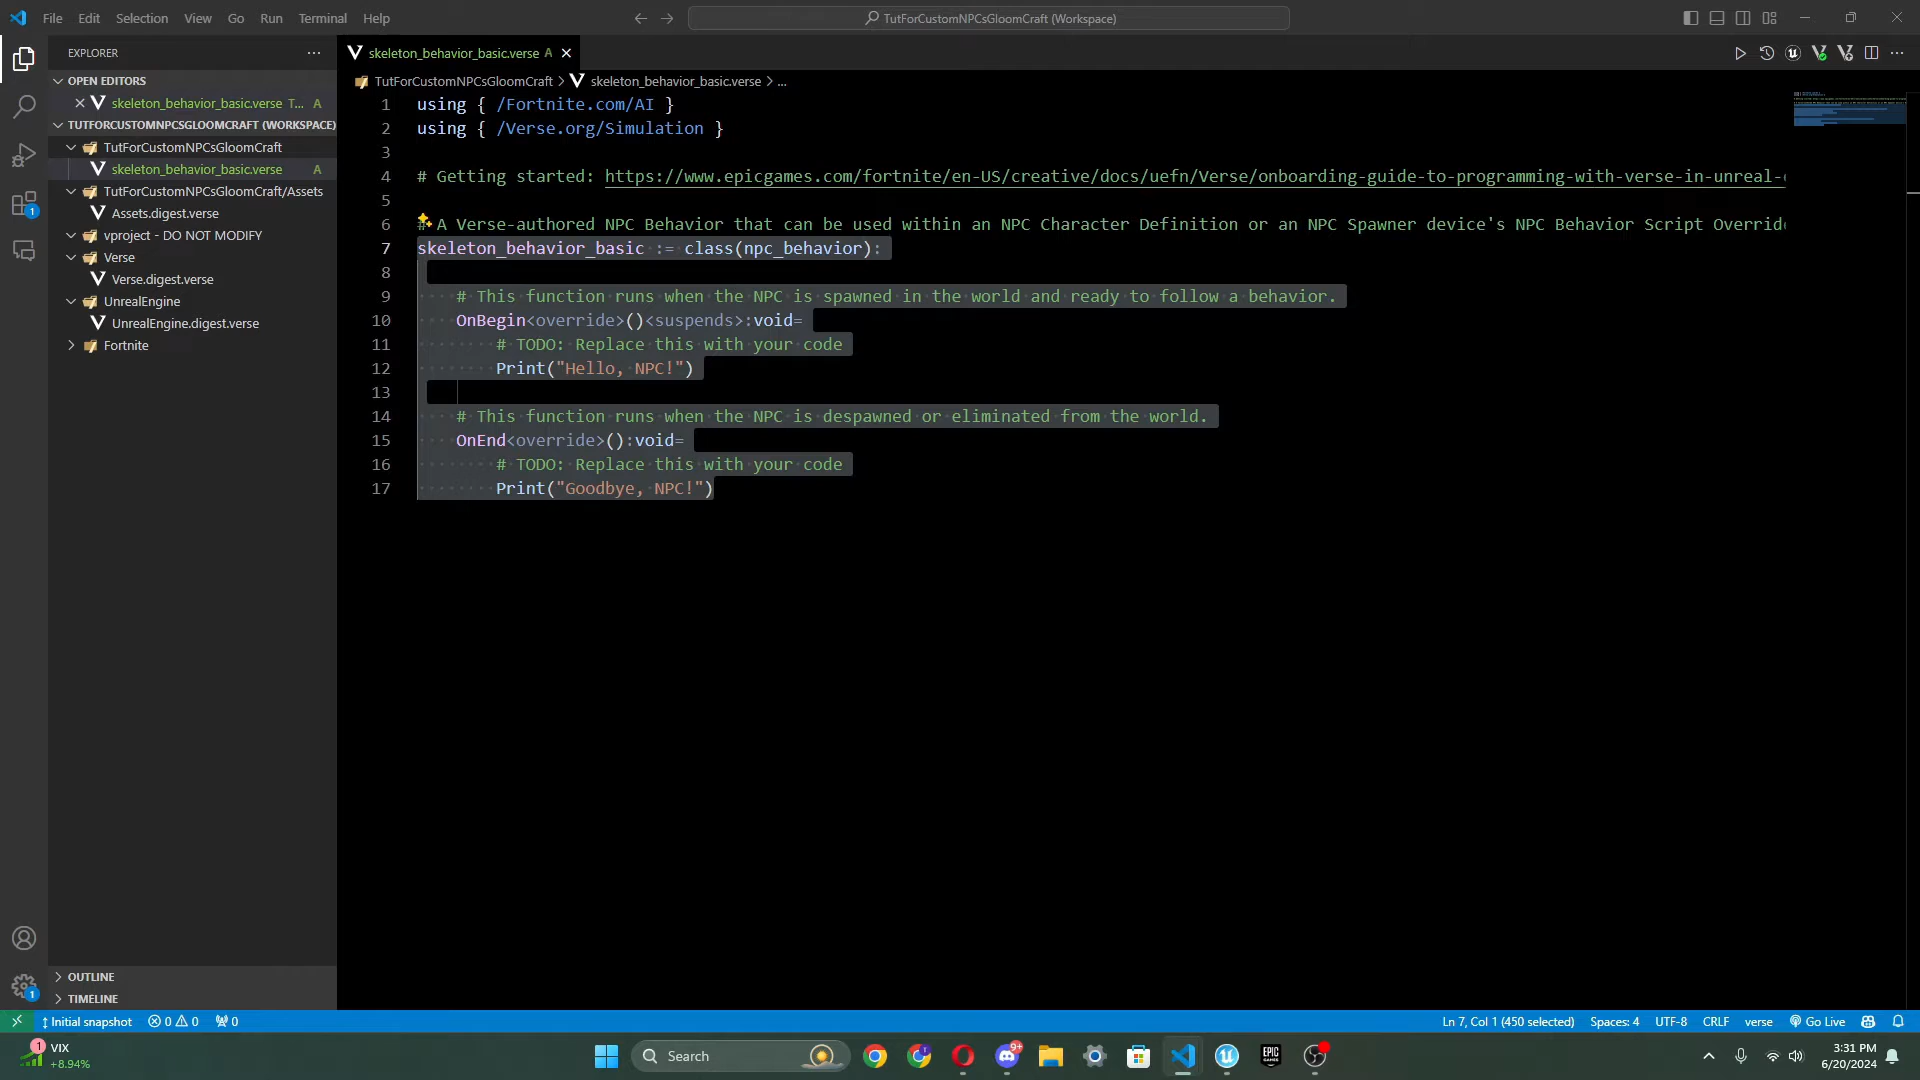 File Edit Selection View Go Run Terminal Help
TutForCustomNPCsGloomCraft (Workspace)
EXPLORER
OPEN EDITORS
skeleton_behavior_basic.verse T... A
TUTFORCUSTOMNPCSGLOOMCRAFT (WORKSPACE)
TutForCustomNPCsGloomCraft
skeleton_behavior_basic.verse A
TutForCustomNPCsGloomCraft/Assets
Assets.digest.verse
vproject - DO NOT MODIFY
Verse
Verse.digest.verse
UnrealEngine
UnrealEngine.digest.verse
Fortnite
OUTLINE
TIMELINE
skeleton_behavior_basic.verse A
TutForCustomNPCsGloomCraft > skeleton_behavior_basic.verse > ...
1 using { /Fortnite.com/AI }
2 using { /Verse.org/Simulation }
3
4 # Getting started: https://www.epicgames.com/fortnite/en-US/creative/docs/uefn/Verse/onboarding-guide-to-programming-with-verse-in-unreal-
5
6 # A Verse-authored NPC Behavior that can be used within an NPC Character Definition or an NPC Spawner device's NPC Behavior Script Overrid
7 skeleton_behavior_basic := class(npc_behavior):
8
9 # This function runs when the NPC is spawned in the world and ready to follow a behavior.
10 OnBegin<override>()<suspends>:void=
11 # TODO: Replace this with your code
12 Print("Hello, NPC!")
13
14 # This function runs when the NPC is despawned or eliminated from the world.
15 OnEnd<override>():void=
16 # TODO: Replace this with your code
17 Print("Goodbye, NPC!")
1
1
Initial snapshot 0 0 0
Ln 7, Col 1 (450 selected) Spaces: 4 UTF-8 CRLF verse Go Live
1 VIX
+8.94%
Search
9+
EPIC GAMES
3:31 PM
6/20/2024